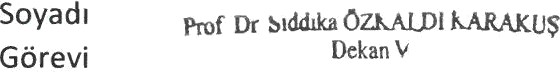 Soyadı
Prof Dr Sıddıka ÖZKALDI KARAKUŞ
Görevi
Dekan V